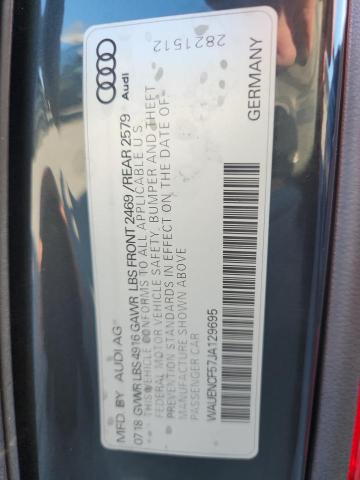 MFD BY AUDI AG
0718 GVWR LBS 4916 GAWR LBS FRONT 2469/REAR 2579
THIS VEHICLE CONFORMS TO ALL APPLICABLE U.S.
FEDERAL MOTOR VEHICLE SAFETY, BUMPER AND THEFT
PREVENTION STANDARDS IN EFFECT ON THE DATE OF
MANUFACTURE SHOWN ABOVE
PASSENGER CAR
WAUENCF57JA129695
Audi
2821512
GERMANY